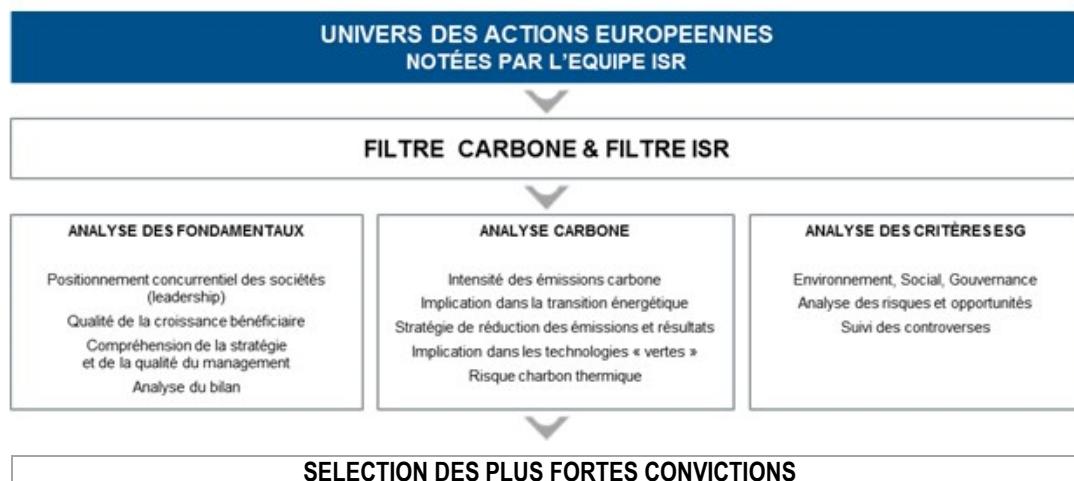 UNIVERS DES ACTIONS EUROPEENNES
NOTÉES PAR L'EQUIPE ISR
FILTRE CARBONE & FILTRE ISR
ANALYSE DES FONDAMENTAUX
Positionnement concurrentiel des sociétés
(leadership)
Qualité de la croissance bénéficiaire
Compréhension de la stratégie
et de la qualité du management
Analyse du bilan
ANALYSE CARBONE
Intensité des émissions carbone
Implication dans la transition énergétique
Stratégie de réduction des émissions et résultats
Implication dans les technologies « vertes »
Risque charbon thermique
ANALYSE DES CRITÈRES ESG
Environnement, Social, Gouvernance
Analyse des risques et opportunités
Suivi des controverses
SELECTION DES PLUS FORTES CONVICTIONS